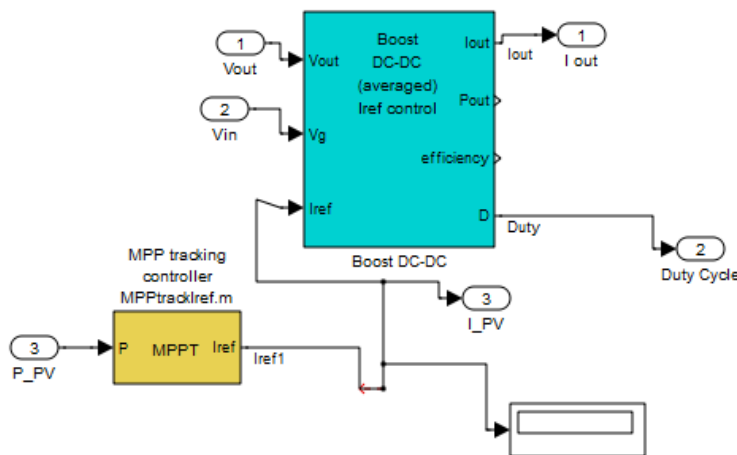 1
Vout
2
Vin
Vout
Vg
Iref
Boost
DC-DC
(averaged)
Iref control
Iout
Pout
efficiency
D
Iout
1
I out
Duty
2
Duty Cycle
Boost DC-DC
3
I_PV
MPP tracking
controller
MPPtrackIref.m
3
P_PV
P
MPPT
Iref
Iref1